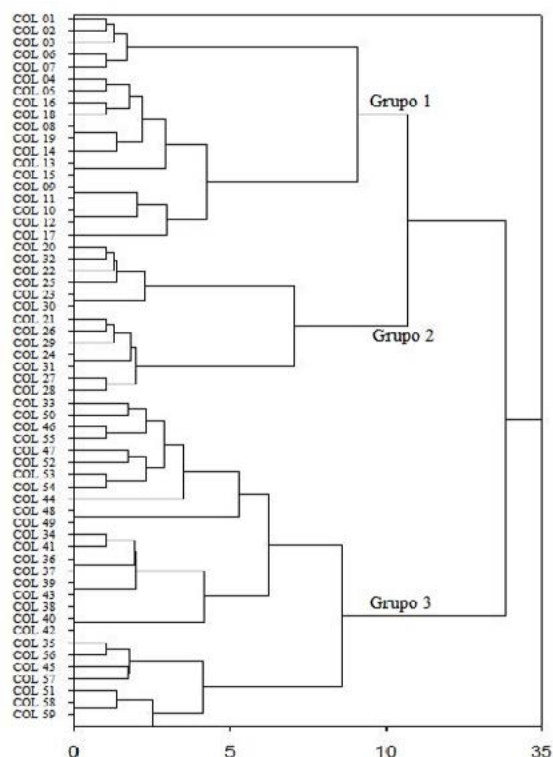 COL 01
COL 02
COL 03
COL 06
COL 07
COL 04
COL 05
COL 16
COL 18
COL 08
COL 19
COL 14
COL 13
COL 15
COL 09
COL 11
COL 10
COL 12
COL 17
COL 20
COL 32
COL 22
COL 25
COL 23
COL 30
COL 21
COL 26
COL 29
COL 24
COL 31
COL 27
COL 28
COL 33
COL 50
COL 46
COL 55
COL 47
COL 52
COL 53
COL 54
COL 44
COL 48
COL 49
COL 34
COL 41
COL 36
COL 37
COL 39
COL 43
COL 38
COL 40
COL 42
COL 35
COL 56
COL 45
COL 57
COL 51
COL 58
COL 59
Grupo 1
Grupo 2
Grupo 3
0 5 10 35